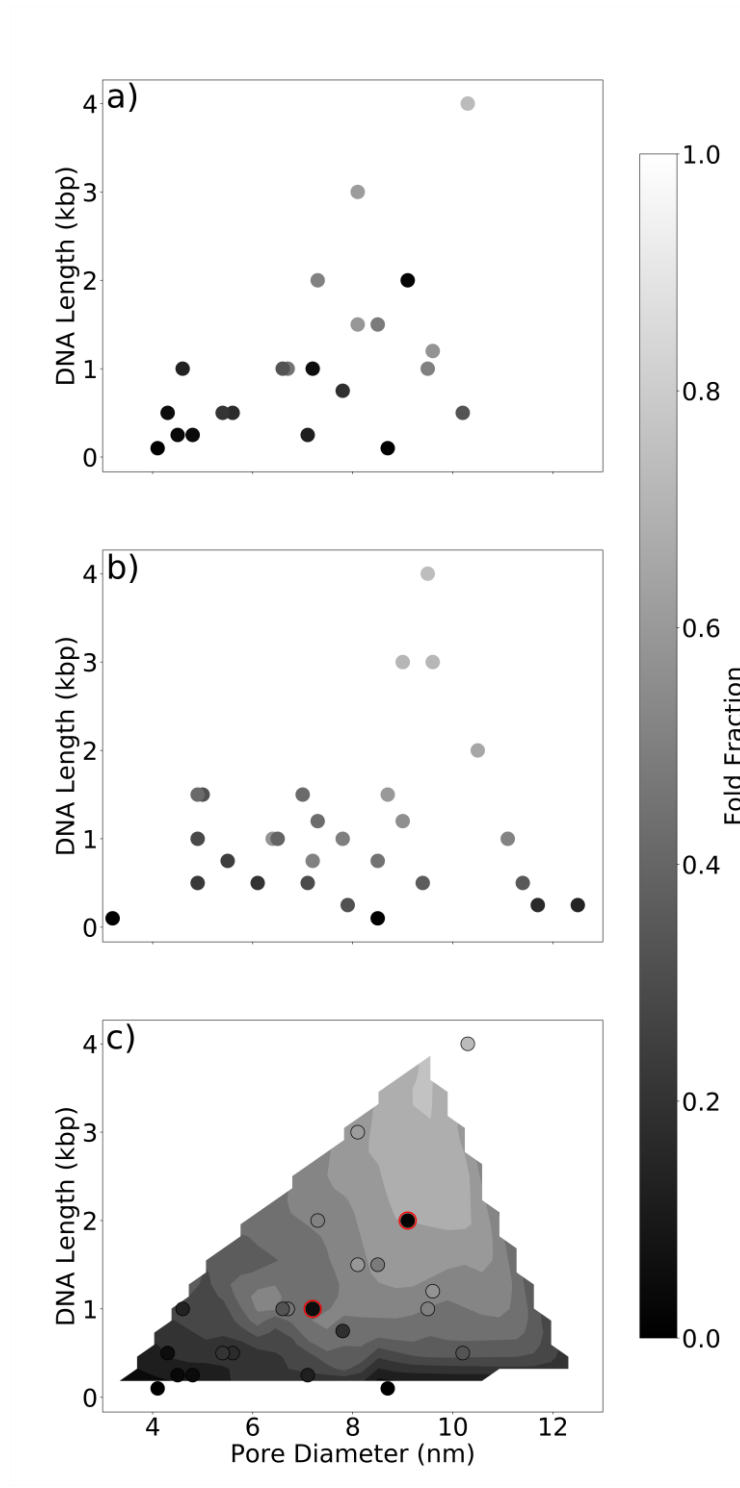 a)
4
3
2
1
0
DNA Length (kbp)
b)
4
3
2
1
0
DNA Length (kbp)
c)
4
3
2
1
0
DNA Length (kbp)
4 6 8 10 12
Pore Diameter (nm)
1.0
0.8
0.6
0.4
0.2
0.0
Fold Fraction